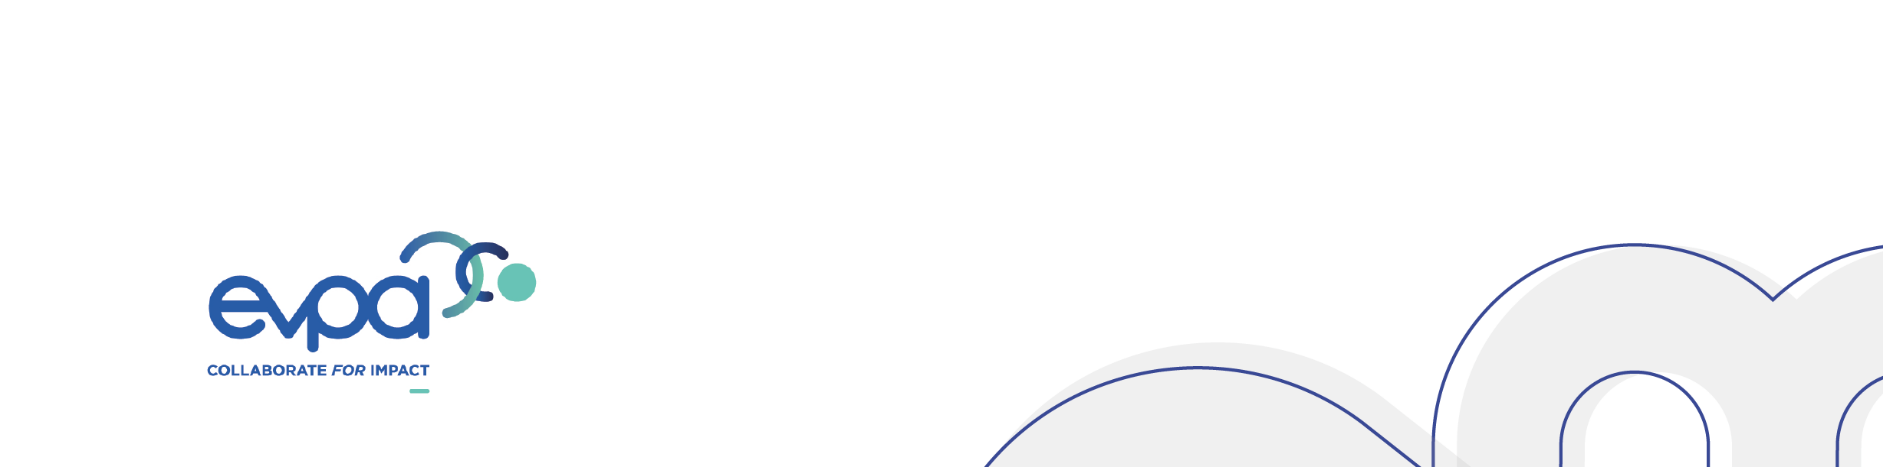 evpa
COLLABORATE FOR IMPACT